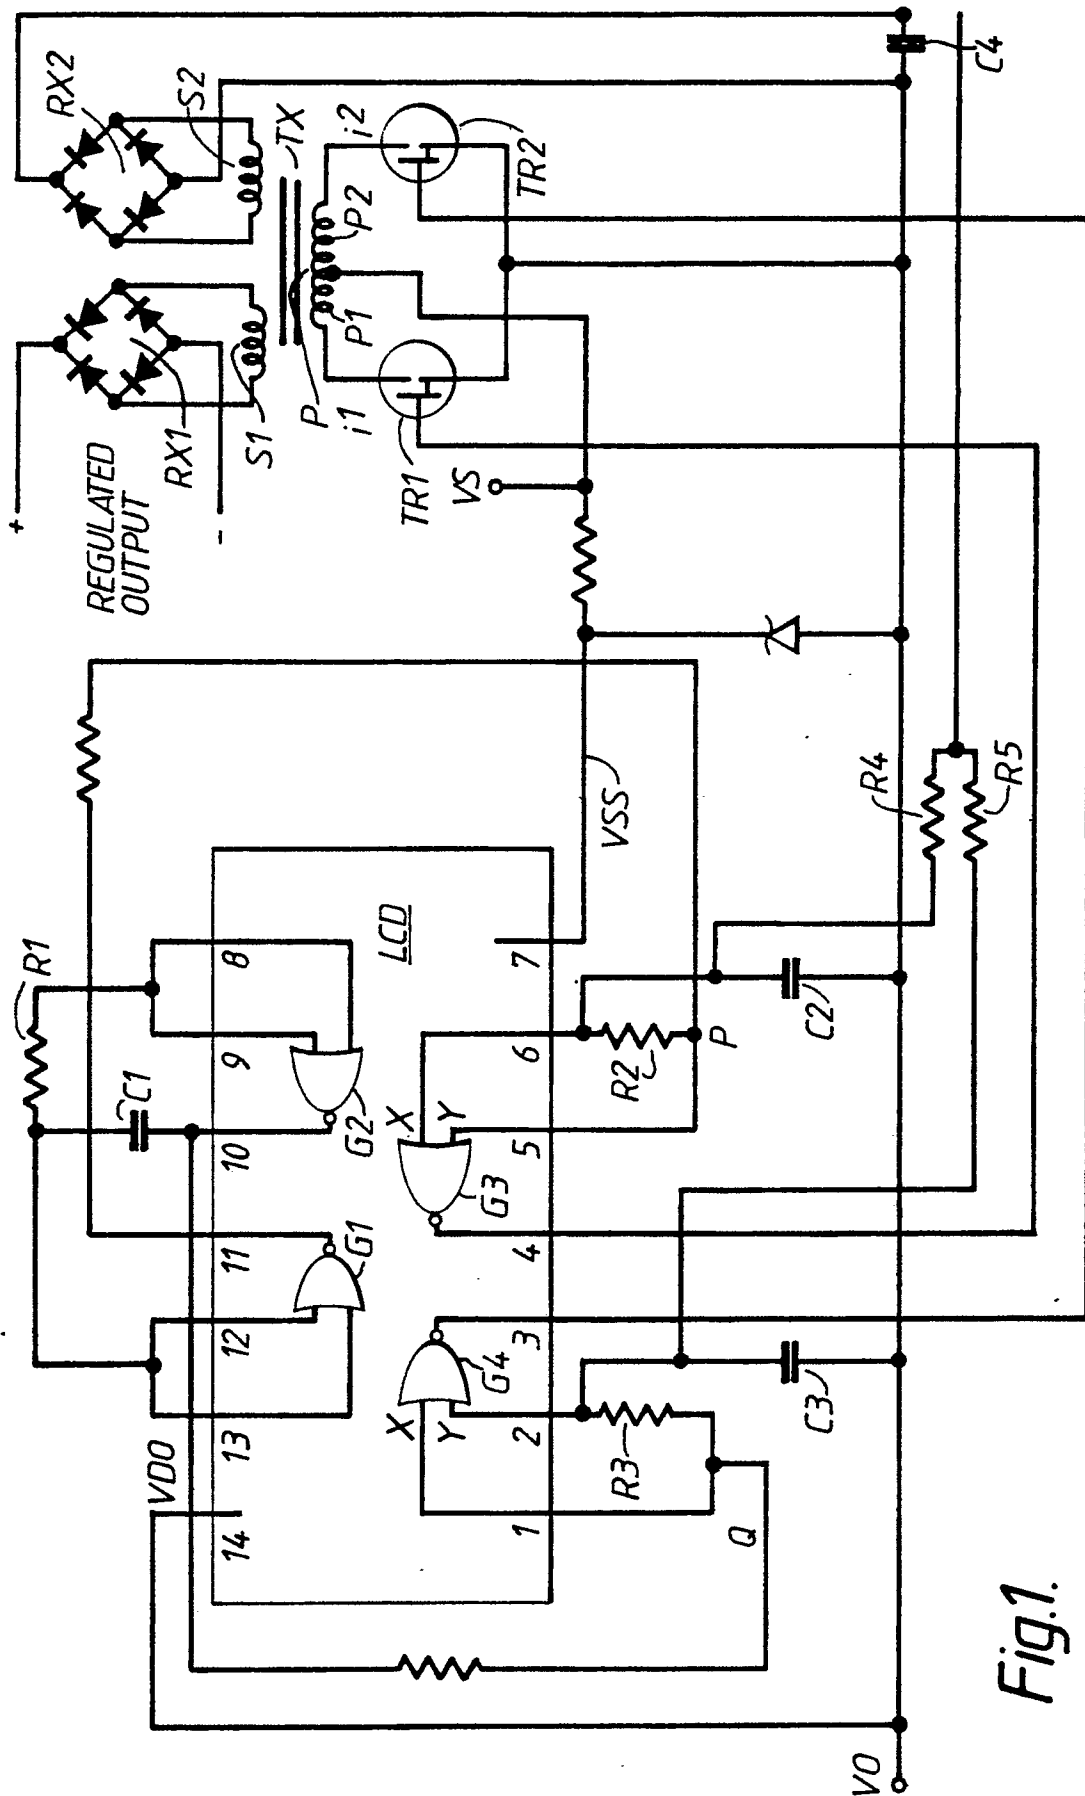 RX2
S2
TX
i2
TR2
P2
P1
P
i1
TR1
RX1
S1
+
REGULATED
OUTPUT
-
VS
C4
VSS
R4
R5
R1
C1
LCD
8
9
10
11
12
13
14
VDO
G2
G1
X
Y
G3
X
Y
G4
7
6
5
4
3
2
1
R2
P
C2
R3
C3
Q
VO
Fig.1.